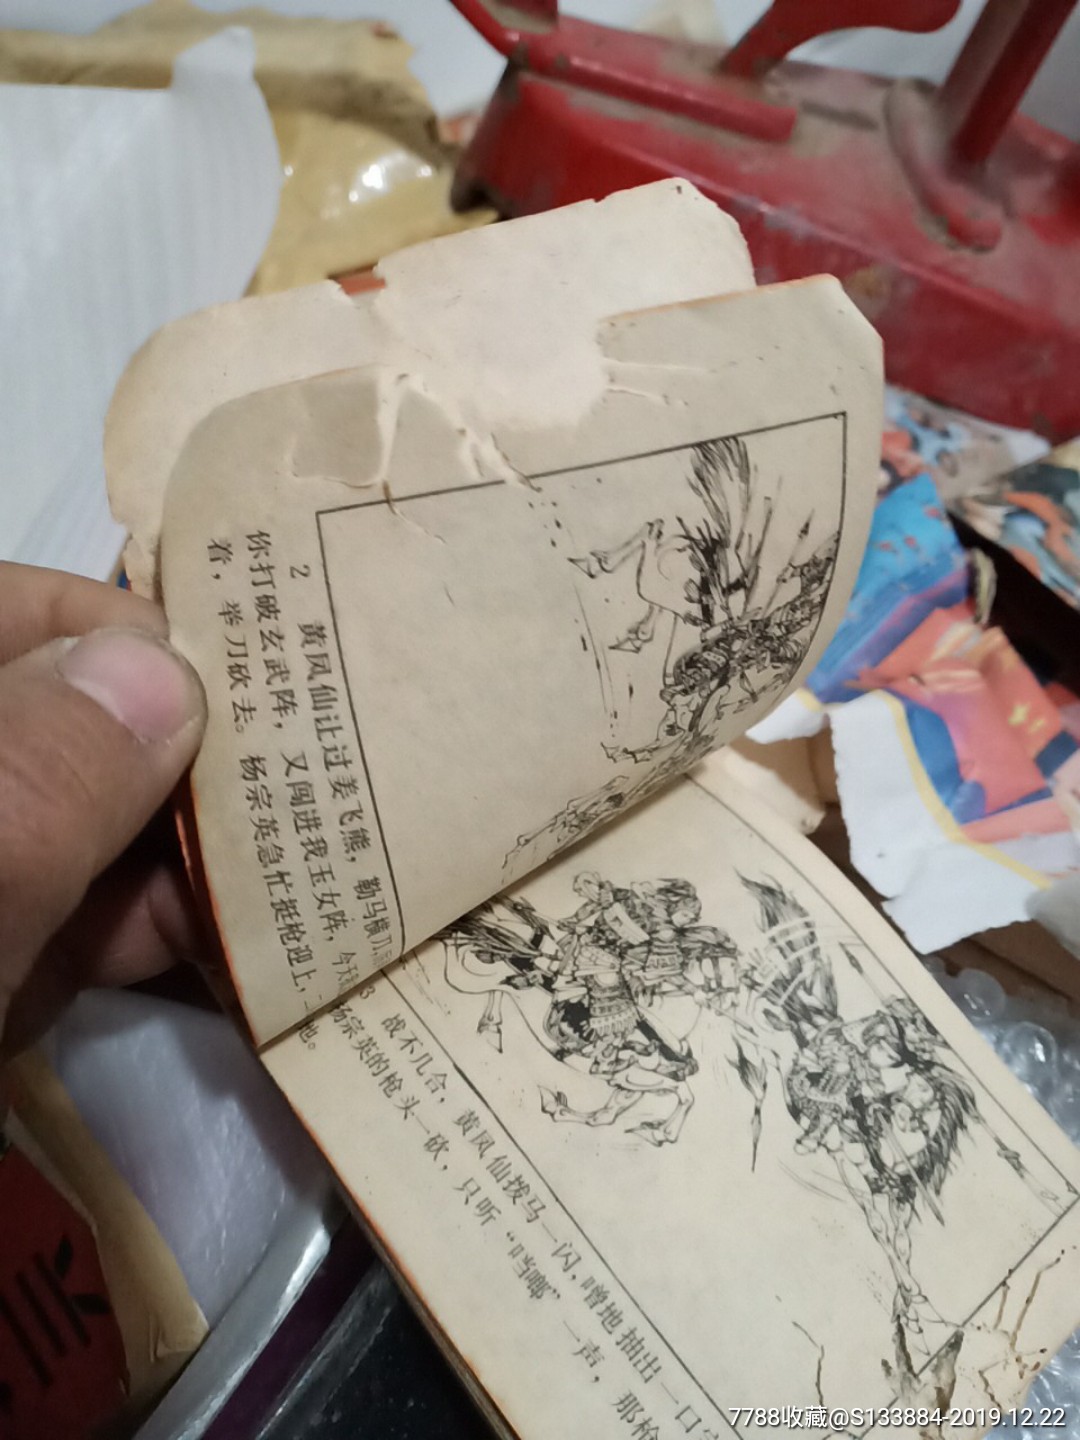 2 黄凤仙让过姜飞熊，勒马横刀
你打破玄武阵，又闯进我玉女阵，今天
着，举刀砍去。杨宗英急忙挺枪迎上，
3 战不几合，黄凤仙拨马一闪，噌地抽出一口
杨宗英的枪头一砍，只听“当啷”一声，那枪
地。
7788收藏@S133884-2019.12.22